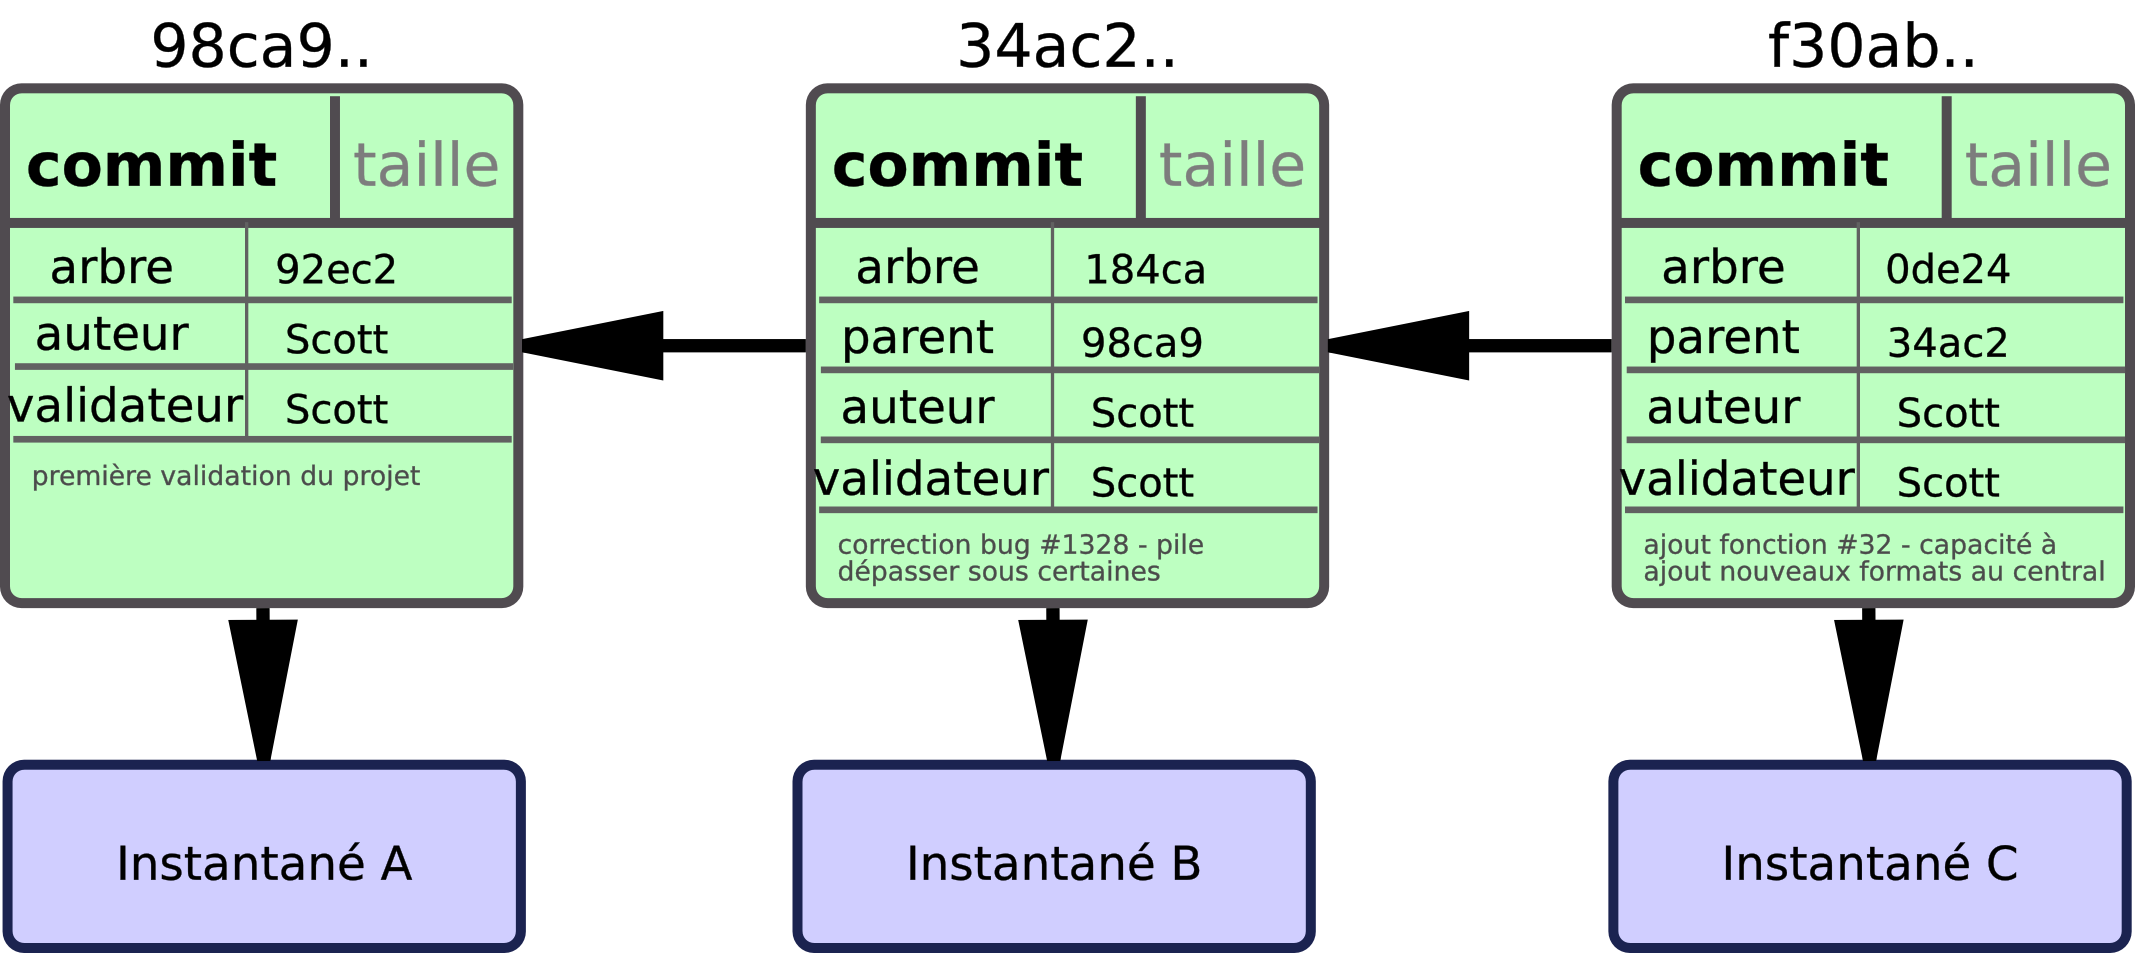 98ca9..
commit taille
arbre 92ec2
auteur Scott
validateur Scott
première validation du projet
34ac2..
commit taille
arbre 184ca
parent 98ca9
auteur Scott
validateur Scott
correction bug #1328 - pile
dépasser sous certaines
f30ab..
commit taille
arbre 0de24
parent 34ac2
auteur Scott
validateur Scott
ajout fonction #32 - capacité à
ajout nouveaux formats au central
Instantané A
Instantané B
Instantané C